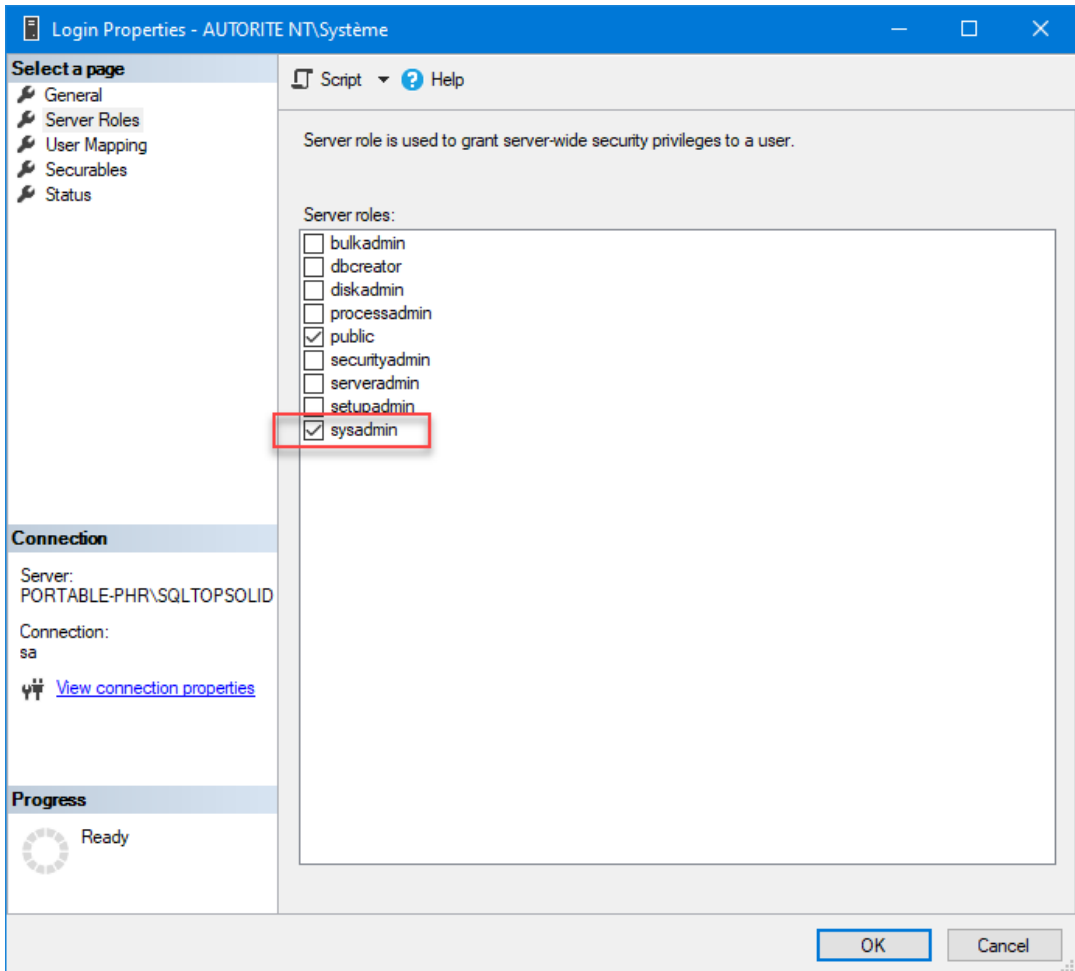 Login Properties - AUTORITE NT\Système
Select a page
General
Server Roles
User Mapping
Securables
Status
Script
Help
Server role is used to grant server-wide security privileges to a user.
Server roles:
bulkadmin
dbcreator
diskadmin
processadmin
public
securityadmin
serveradmin
setupadmin
sysadmin
Connection
Server:
PORTABLE-PHR\SQLTOPSOLID
Connection:
sa
View connection properties
Progress
Ready
OK
Cancel